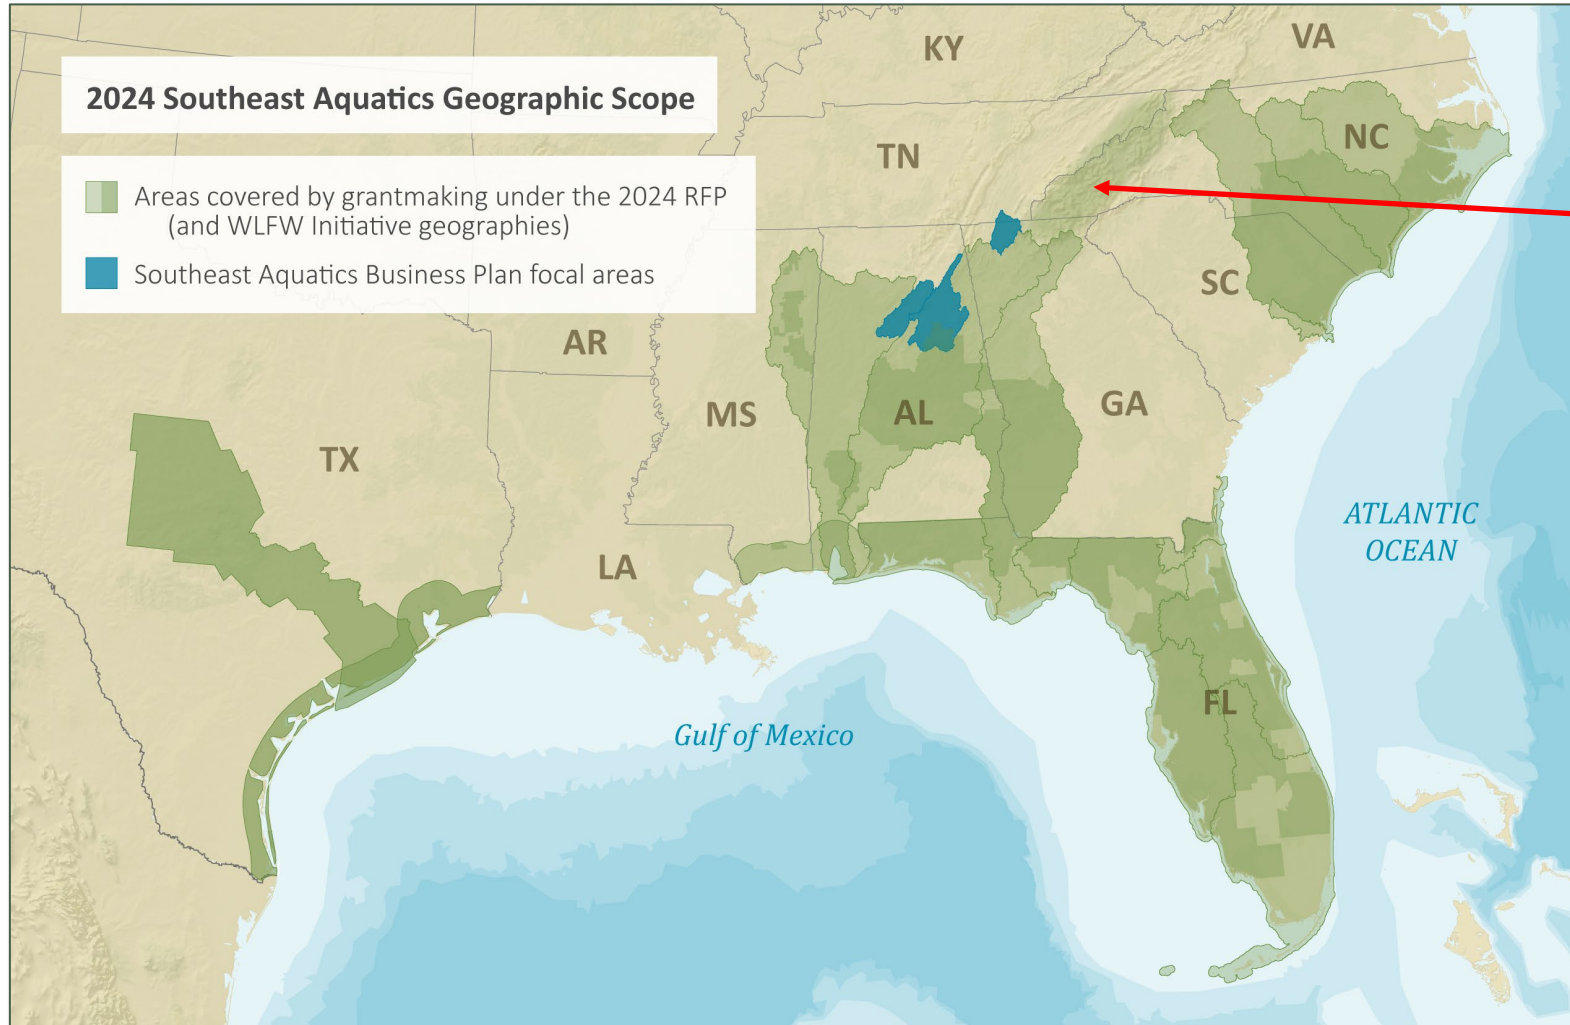 2024 Southeast Aquatics Geographic Scope
Areas covered by grantmaking under the 2024 RFP
(and WLFW Initiative geographies)
Southeast Aquatics Business Plan focal areas
KY
VA
TN
NC
SC
AR
MS
AL
GA
TX
LA
FL
ATLANTIC
OCEAN
Gulf of Mexico